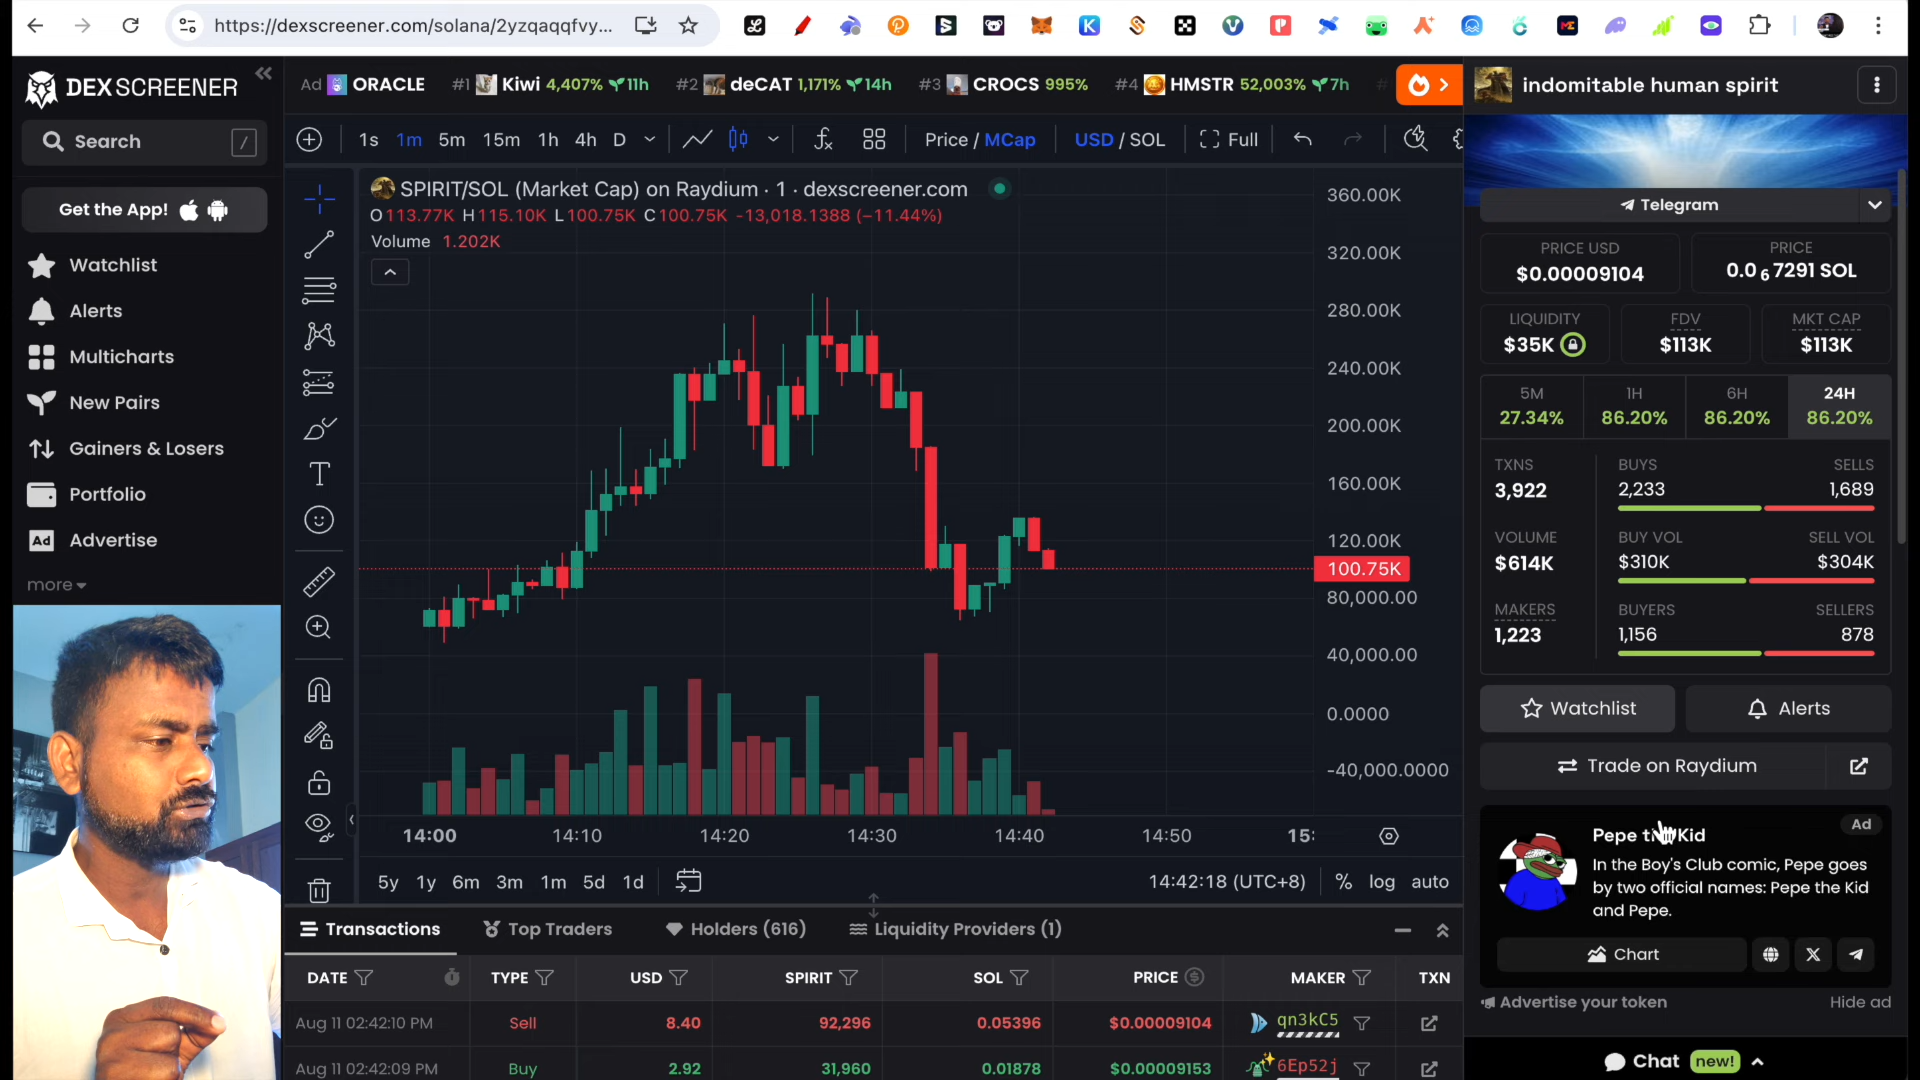 https://dexscreener.com/solana/2yzqaqqfvy...
DEX SCREENER
Search /
Get the App!
Watchlist
Alerts
Multicharts
New Pairs
Gainers & Losers
Portfolio
Ad Advertise
more
Ad ORACLE #1 Kiwi 4,407% 11h #2 deCAT 1,171% 14h #3 CROCS 995% #4 HMSTR 52,003% 7h #
1s 1m 5m 15m 1h 4h D Price / MCap USD / SOL Full
SPIRIT/SOL (Market Cap) on Raydium · 1 · dexscreener.com
O113.77K H115.10K L100.75K C100.75K -13,018.1388 (−11.44%)
Volume 1.202K
360.00K
320.00K
280.00K
240.00K
200.00K
160.00K
120.00K
100.75K
80,000.00
40,000.00
0.0000
-40,000.0000
14:00 14:10 14:20 14:30 14:40 14:50 15:
5y 1y 6m 3m 1m 5d 1d 14:42:18 (UTC+8) % log auto
Transactions Top Traders Holders (616) Liquidity Providers (1)
DATE TYPE USD SPIRIT SOL PRICE MAKER TXN
Aug 11 02:42:10 PM Sell 8.40 92,296 0.05396 $0.00009104 qn3kC5
Aug 11 02:42:09 PM Buy 2.92 31,960 0.01878 $0.00009153 6Ep52j
indomitable human spirit
Telegram
PRICE USD PRICE
$0.00009104 0.0₆7291 SOL
LIQUIDITY FDV MKT CAP
$35K $113K $113K
5M 1H 6H 24H
27.34% 86.20% 86.20% 86.20%
TXNS BUYS SELLS
3,922 2,233 1,689
VOLUME BUY VOL SELL VOL
$614K $310K $304K
MAKERS BUYERS SELLERS
1,223 1,156 878
Watchlist Alerts
Trade on Raydium
Ad
Pepe Kid
In the Boy's Club comic, Pepe goes
by two official names: Pepe the Kid
and Pepe.
Chart
Advertise your token Hide ad
Chat new!